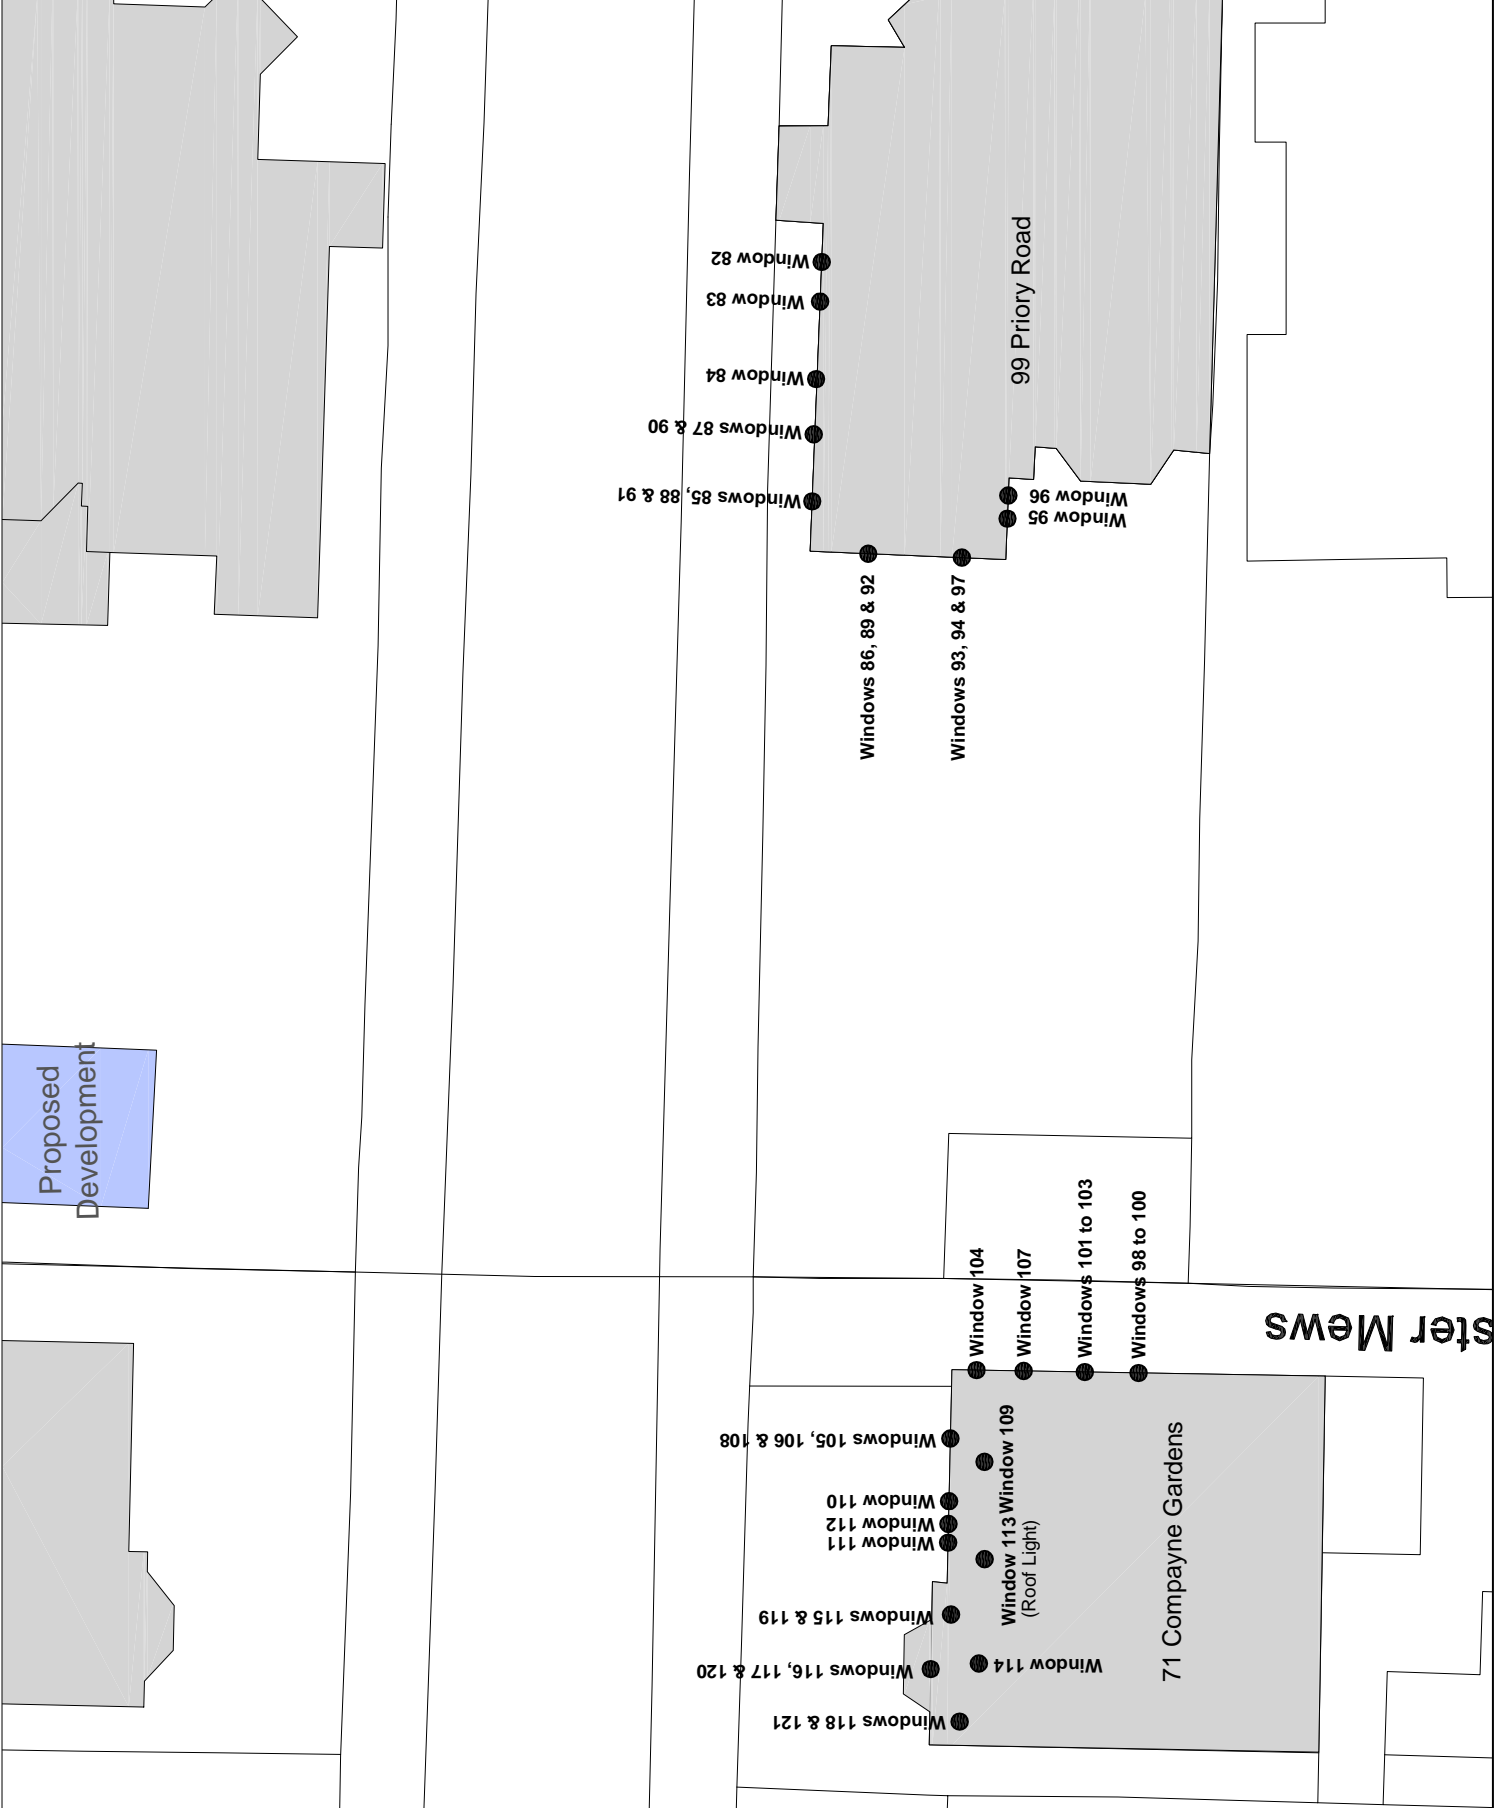 Window 82
Window 83
Window 84
Windows 87 & 90
Windows 85, 88 & 91
99 Priory Road
Window 96
Window 95
Windows 86, 89 & 92
Windows 93, 94 & 97
Proposed
Development
Window 104
Window 107
Windows 101 to 103
Windows 98 to 100
ster Mews
Windows 105, 106 & 108
Window 109
Window 110
Window 112
Window 111
Window 113
(Roof Light)
Windows 115 & 119
Windows 116, 117 & 120
Window 114
Windows 118 & 121
71 Compayne Gardens